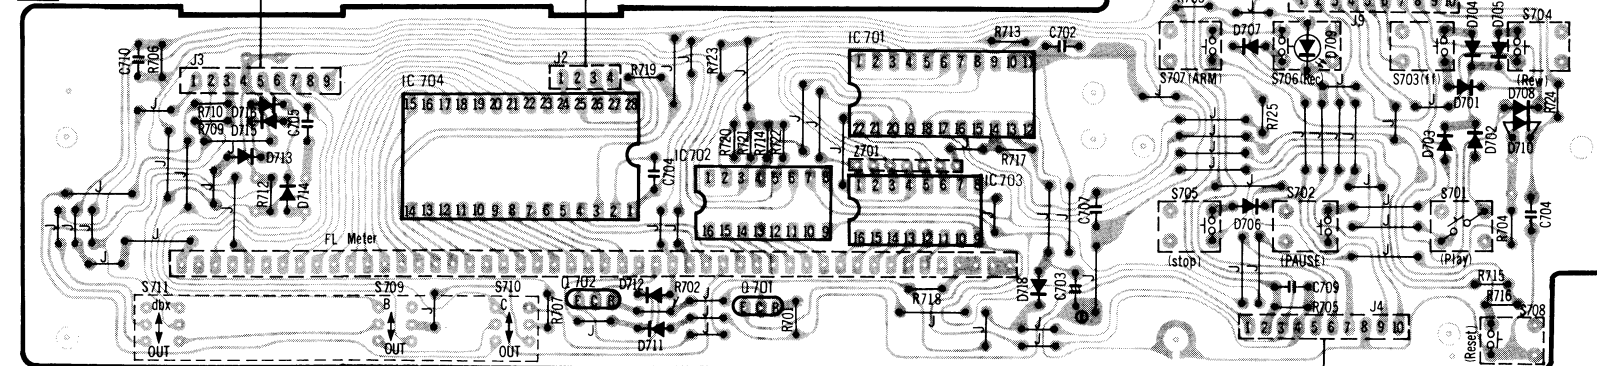 R713 C702 D704 D705 S704
J9
IC 701
D707 D709
C710 R706 J3 J2 R719 R723
1 2 3 4 5 6 7 8 9
1 2 3 4
1 2 3 4 5 6 7 8 9 10 11
S707 (ARM) S706 (Rec) S703 (II) (Rew)
D701 D708
IC 704
15 16 17 18 19 20 21 22 23 24 25 26 27 28
R710 R709 C705
R725 R724
R720 R721 R714 R722
22 21 20 19 18 17 16 15 14 13 12
D703 D702 D710
D713 IC702 Z701 R717
C704
R712 D714
1 2 3 4 5 6 7 8
1 2 3 4 5 6 7 8
IC703
S705 S702 S701
C707 D706 R704 C704
14 13 12 11 10 9 8 7 6 5 4 3 2 1
FL Meter
16 15 14 13 12 11 10 9
16 15 14 13 12 11 10 9
(stop) (PAUSE) (Play)
S711 S709 S710 Q 702 D712 R702 Q 701 D718 C703 R715
dbx B C
E C B
E C B
R707 R701 R718 C709 R716
R705 J4 S708
1 2 3 4 5 6 7 8 9 10
OUT OUT OUT
D711
(Reset)